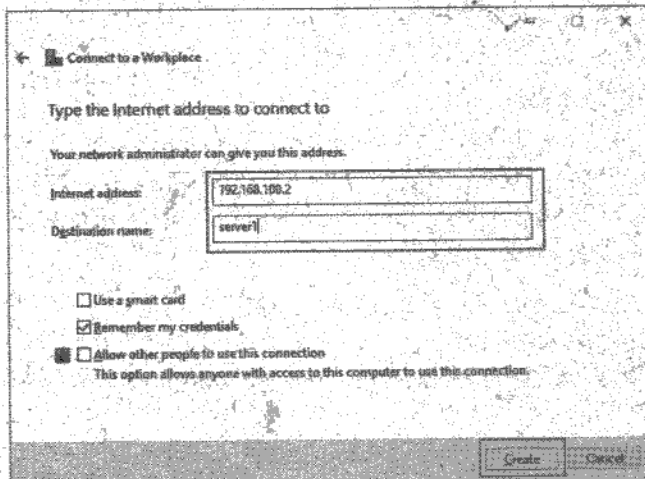 Connect to a Workplace
Type the Internet address to connect to
Your network administrator can give you this address.
Internet address:
192.168.100.2
Destination name:
server1
Use a smart card
Remember my credentials
Allow other people to use this connection
This option allows anyone with access to this computer to use this connection.
Create
Cancel